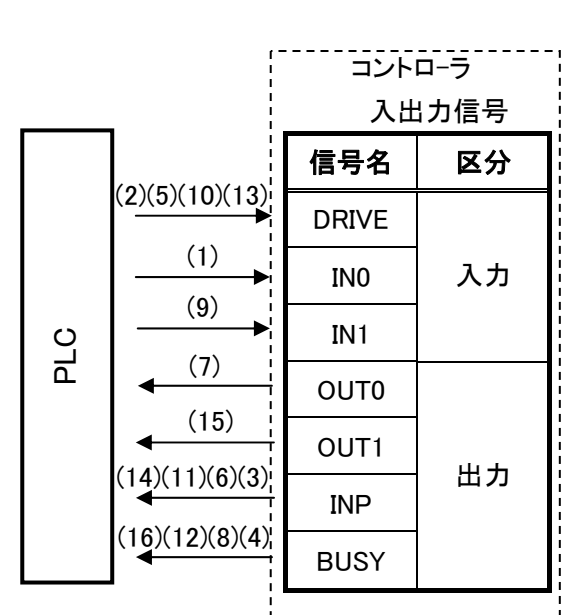 コントローラ
入出力信号
信号名 区分
(2)(5)(10)(13)
DRIVE
(1)
IN0
入力
(9)
IN1
PLC
(7)
OUT0
(15)
OUT1
(14)(11)(6)(3)
INP
出力
(16)(12)(8)(4)
BUSY